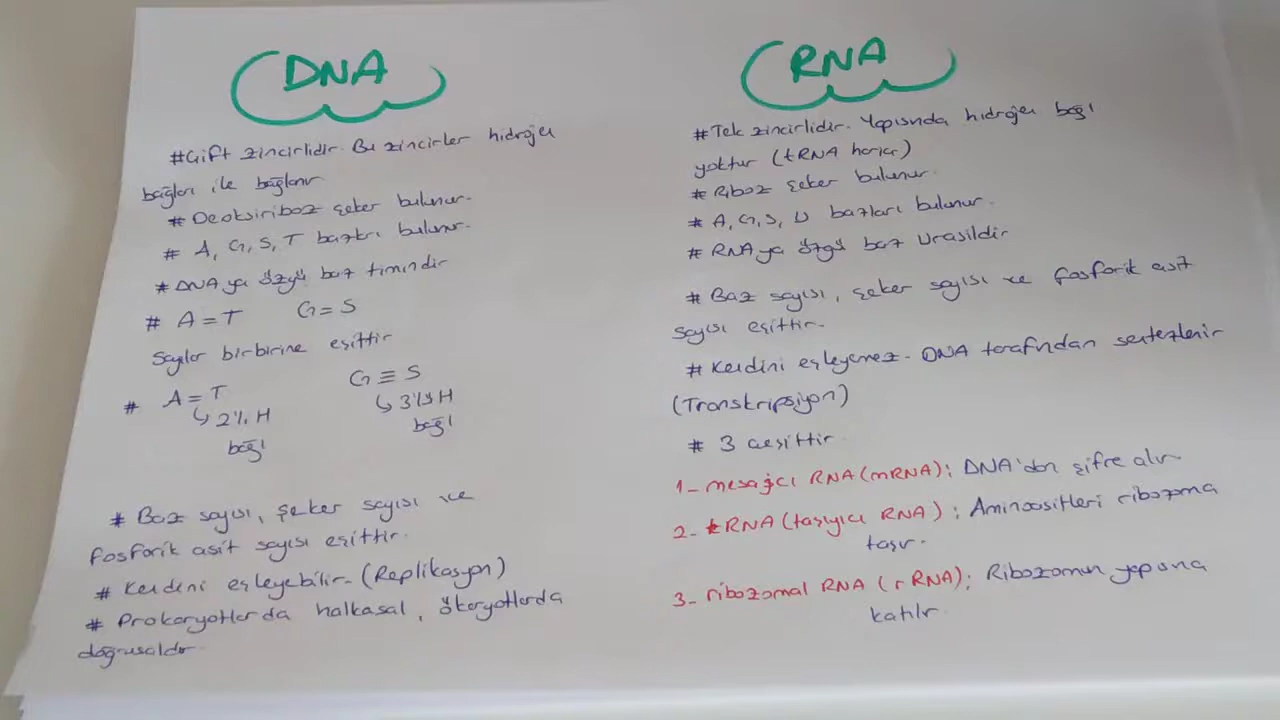 DNA
#Çift zincirlidir. Bu zincirler hidrojen
bağları ile bağlanır
# Deoksiriboz şeker bulunur.
# A, G, S, T bazları bulunur.
# DNA ya özgü baz timindir
# A = T G = S
Sayıları birbirine eşittir
# A = T G ≡ S
↳ 2'li H ↳ 3'lü H
bağı bağı
# Baz sayısı, şeker sayısı ve
fosforik asit sayısı eşittir.
# Kendini eşleyebilir. (Replikasyon)
# Prokaryotlarda halkasal, ökaryotlarda
doğrusaldır.
RNA
# Tek zincirlidir. Yapısında hidrojen bağı
yoktur (tRNA hariç)
# Riboz şeker bulunur.
# A, G, S, U bazları bulunur.
# RNA ya özgü baz Urasildir
# Baz sayısı, şeker sayısı ve fosforik asit
sayısı eşittir.
# Kendini eşleyemez. DNA tarafından sentezlenir
(Transkripsiyon)
# 3 çeşittir.
1- mesajcı RNA (mRNA); DNA'dan şifre alır
2- tRNA (taşıyıcı RNA); Aminoasitleri ribozoma
taşır.
3- ribozomal RNA (rRNA); Ribozomun yapısına
katılır.